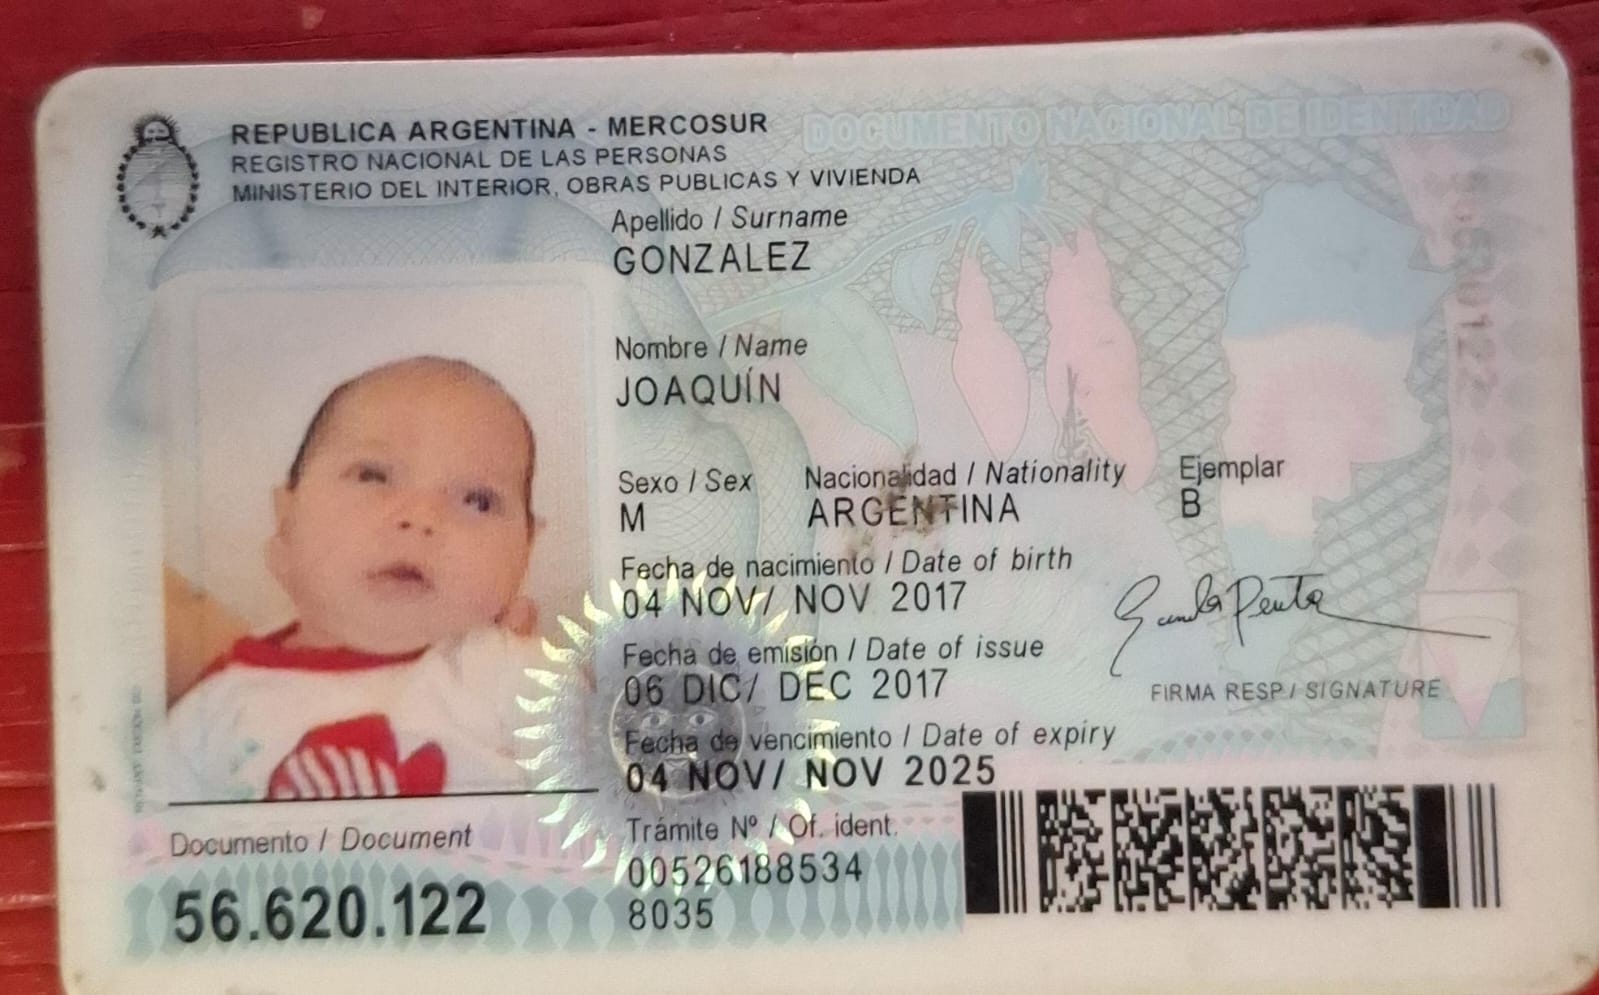 REPUBLICA ARGENTINA - MERCOSUR
REGISTRO NACIONAL DE LAS PERSONAS
MINISTERIO DEL INTERIOR, OBRAS PUBLICAS Y VIVIENDA
DOCUMENTO NACIONAL DE IDENTIDAD
Apellido / Surname
GONZALEZ
Nombre / Name
JOAQUÍN
Sexo / Sex Nacionalidad / Nationality Ejemplar
M ARGENTINA B
Fecha de nacimiento / Date of birth
04 NOV/ NOV 2017
Fecha de emisión / Date of issue
06 DIC/ DEC 2017
FIRMA RESP./ SIGNATURE
Fecha de vencimiento / Date of expiry
04 NOV/ NOV 2025
Trámite Nº / Of. ident.
00526188534
8035
Documento / Document
56.620.122